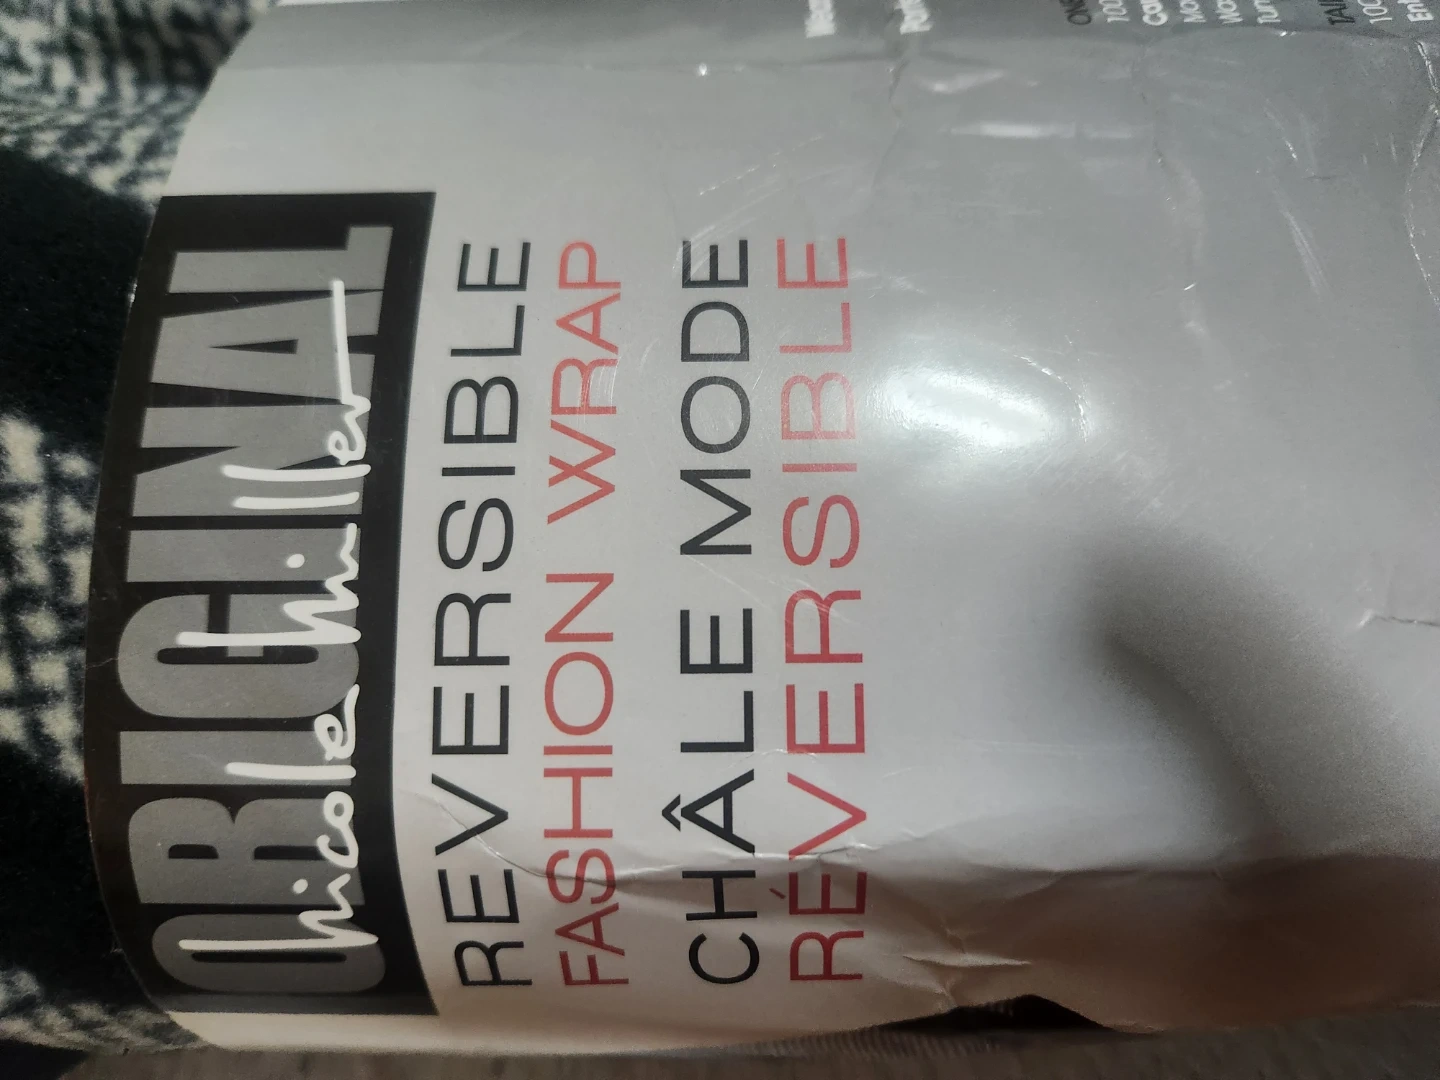 ORIGINAL
nicole miller
REVERSIBLE
FASHION WRAP
CHÂLE MODE
RÉVERSIBLE